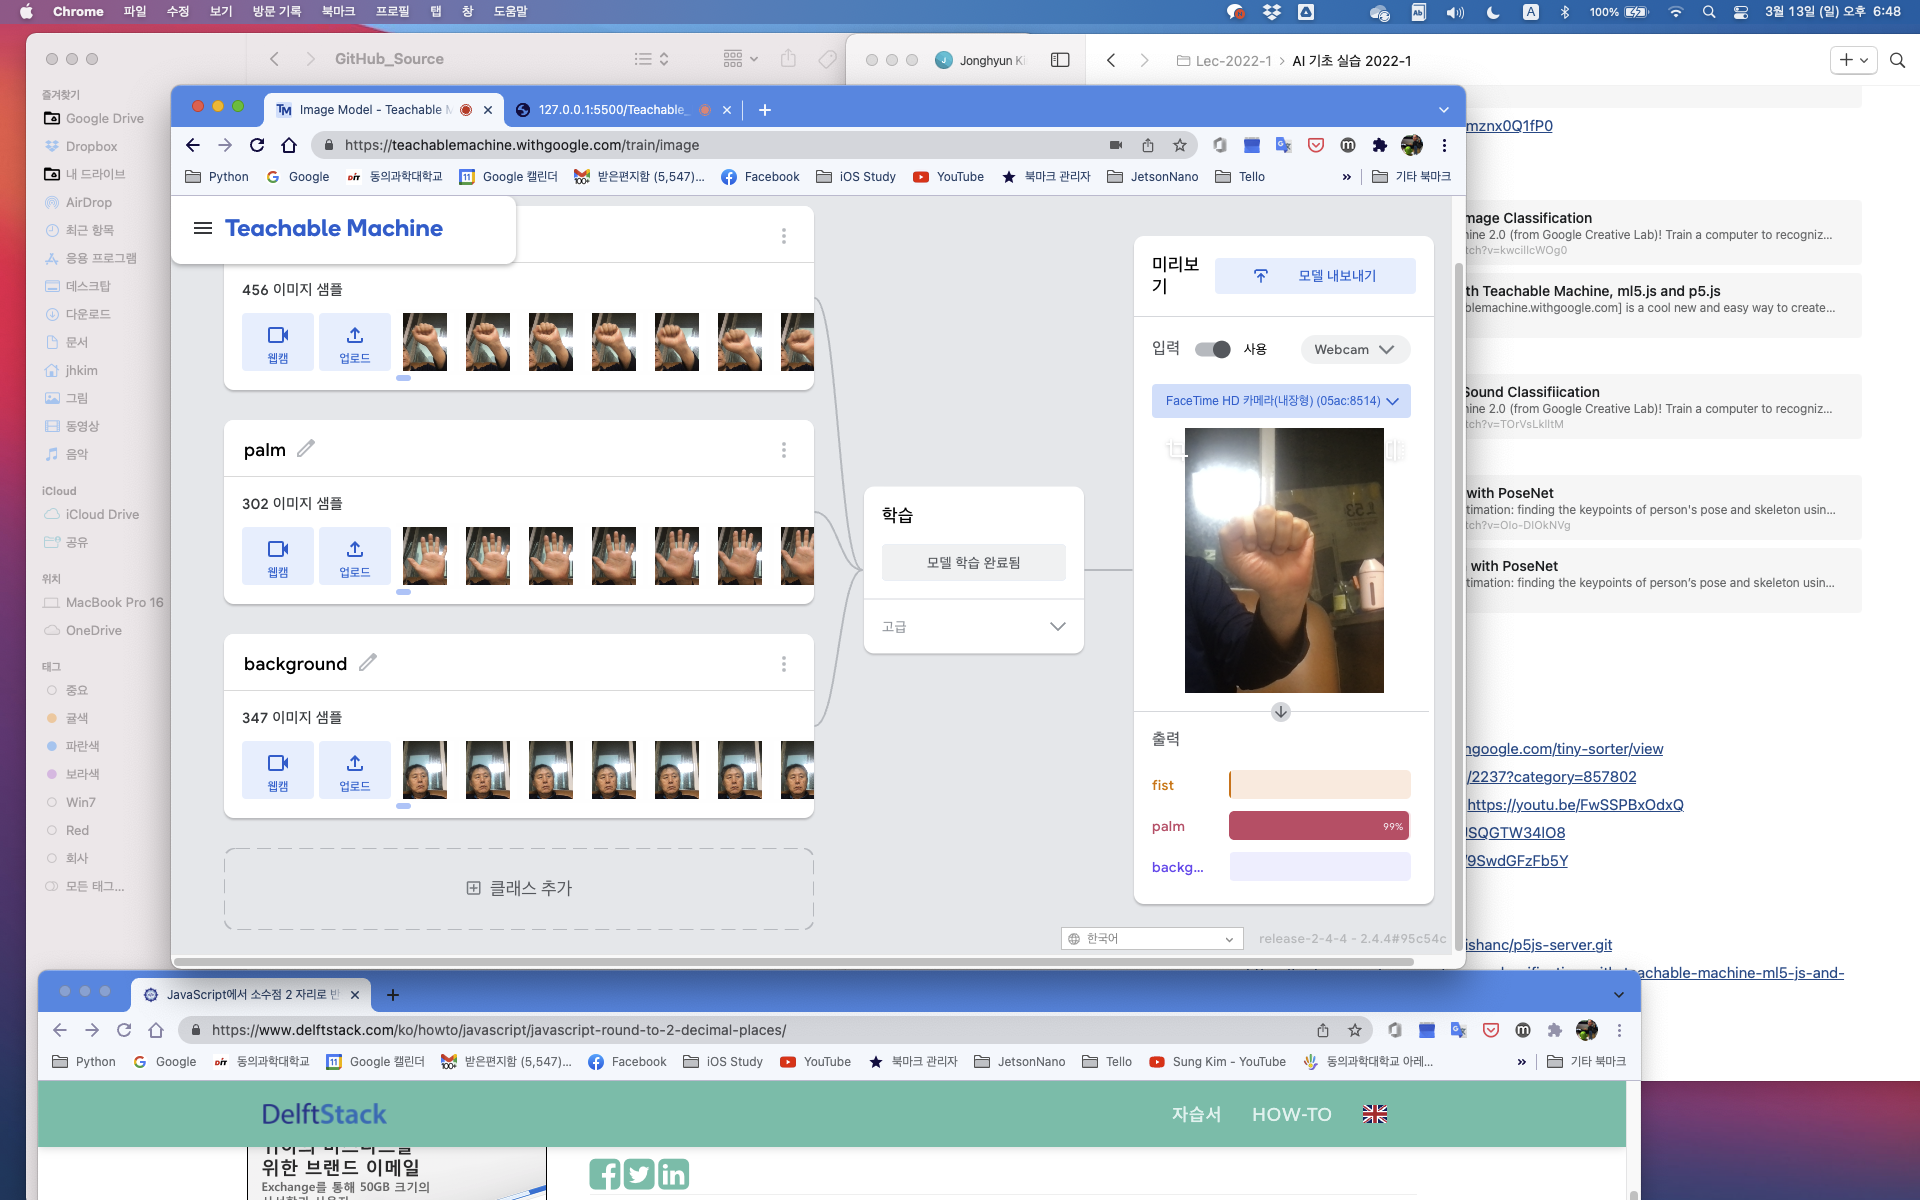 Chrome 파일 수정 보기 방문 기록 북마크 프로필 탭 창 도움말
100% 3월 13일 (일) 오후 6:48
GitHub_Source
즐겨찾기
Google Drive
Dropbox
내 드라이브
AirDrop
최근 항목
응용 프로그램
데스크탑
다운로드
문서
jhkim
그림
동영상
음악
iCloud
iCloud Drive
공유
위치
MacBook Pro 16
OneDrive
태그
중요
귤색
파란색
보라색
Win7
Red
회사
모든 태그...
Jonghyun Ki
Lec-2022-1 > AI 기초 실습 2022-1
mznx0Q1fP0
mage Classification
ine 2.0 (from Google Creative Lab)! Train a computer to recogniz...
tch?v=kwcillcWOg0
th Teachable Machine, ml5.js and p5.js
blemachine.withgoogle.com] is a cool new and easy way to create...
Sound Classifiication
ine 2.0 (from Google Creative Lab)! Train a computer to recogniz...
tch?v=TOrVsLklltM
with PoseNet
timation: finding the keypoints of person's pose and skeleton usin...
tch?v=OIo-DIOkNVg
with PoseNet
timation: finding the keypoints of person's pose and skeleton usin...
google.com/tiny-sorter/view
/2237?category=857802
https://youtu.be/FwSSPBxOdxQ
SQGTW34IO8
9SwdGFzFb5Y
ishanc/p5js-server.git
achable-machine-ml5-js-and-
Image Model - Teachable M
127.0.0.1:5500/Teachable_
https://teachablemachine.withgoogle.com/train/image
Python Google 동의과학대학교 Google 캘린더 받은편지함 (5,547)... Facebook iOS Study YouTube 북마크 관리자 JetsonNano Tello » 기타 북마크
Teachable Machine
456 이미지 샘플
웹캠 업로드
palm
302 이미지 샘플
웹캠 업로드
background
347 이미지 샘플
웹캠 업로드
클래스 추가
학습
모델 학습 완료됨
고급
미리보
기
모델 내보내기
입력 사용 Webcam
FaceTime HD 카메라(내장형) (05ac:8514)
출력
fist
palm 99%
backg...
한국어
release-2-4-4 - 2.4.4#95c54c
JavaScript에서 소수점 2 자리로 반
https://www.delftstack.com/ko/howto/javascript/javascript-round-to-2-decimal-places/
Python Google 동의과학대학교 Google 캘린더 받은편지함 (5,547)... Facebook iOS Study YouTube 북마크 관리자 JetsonNano Tello Sung Kim - YouTube 동의과학대학교 아레... » 기타 북마크
DelftStack
자습서 HOW-TO
위한 브랜드 이메일
Exchange를 통해 50GB 크기의